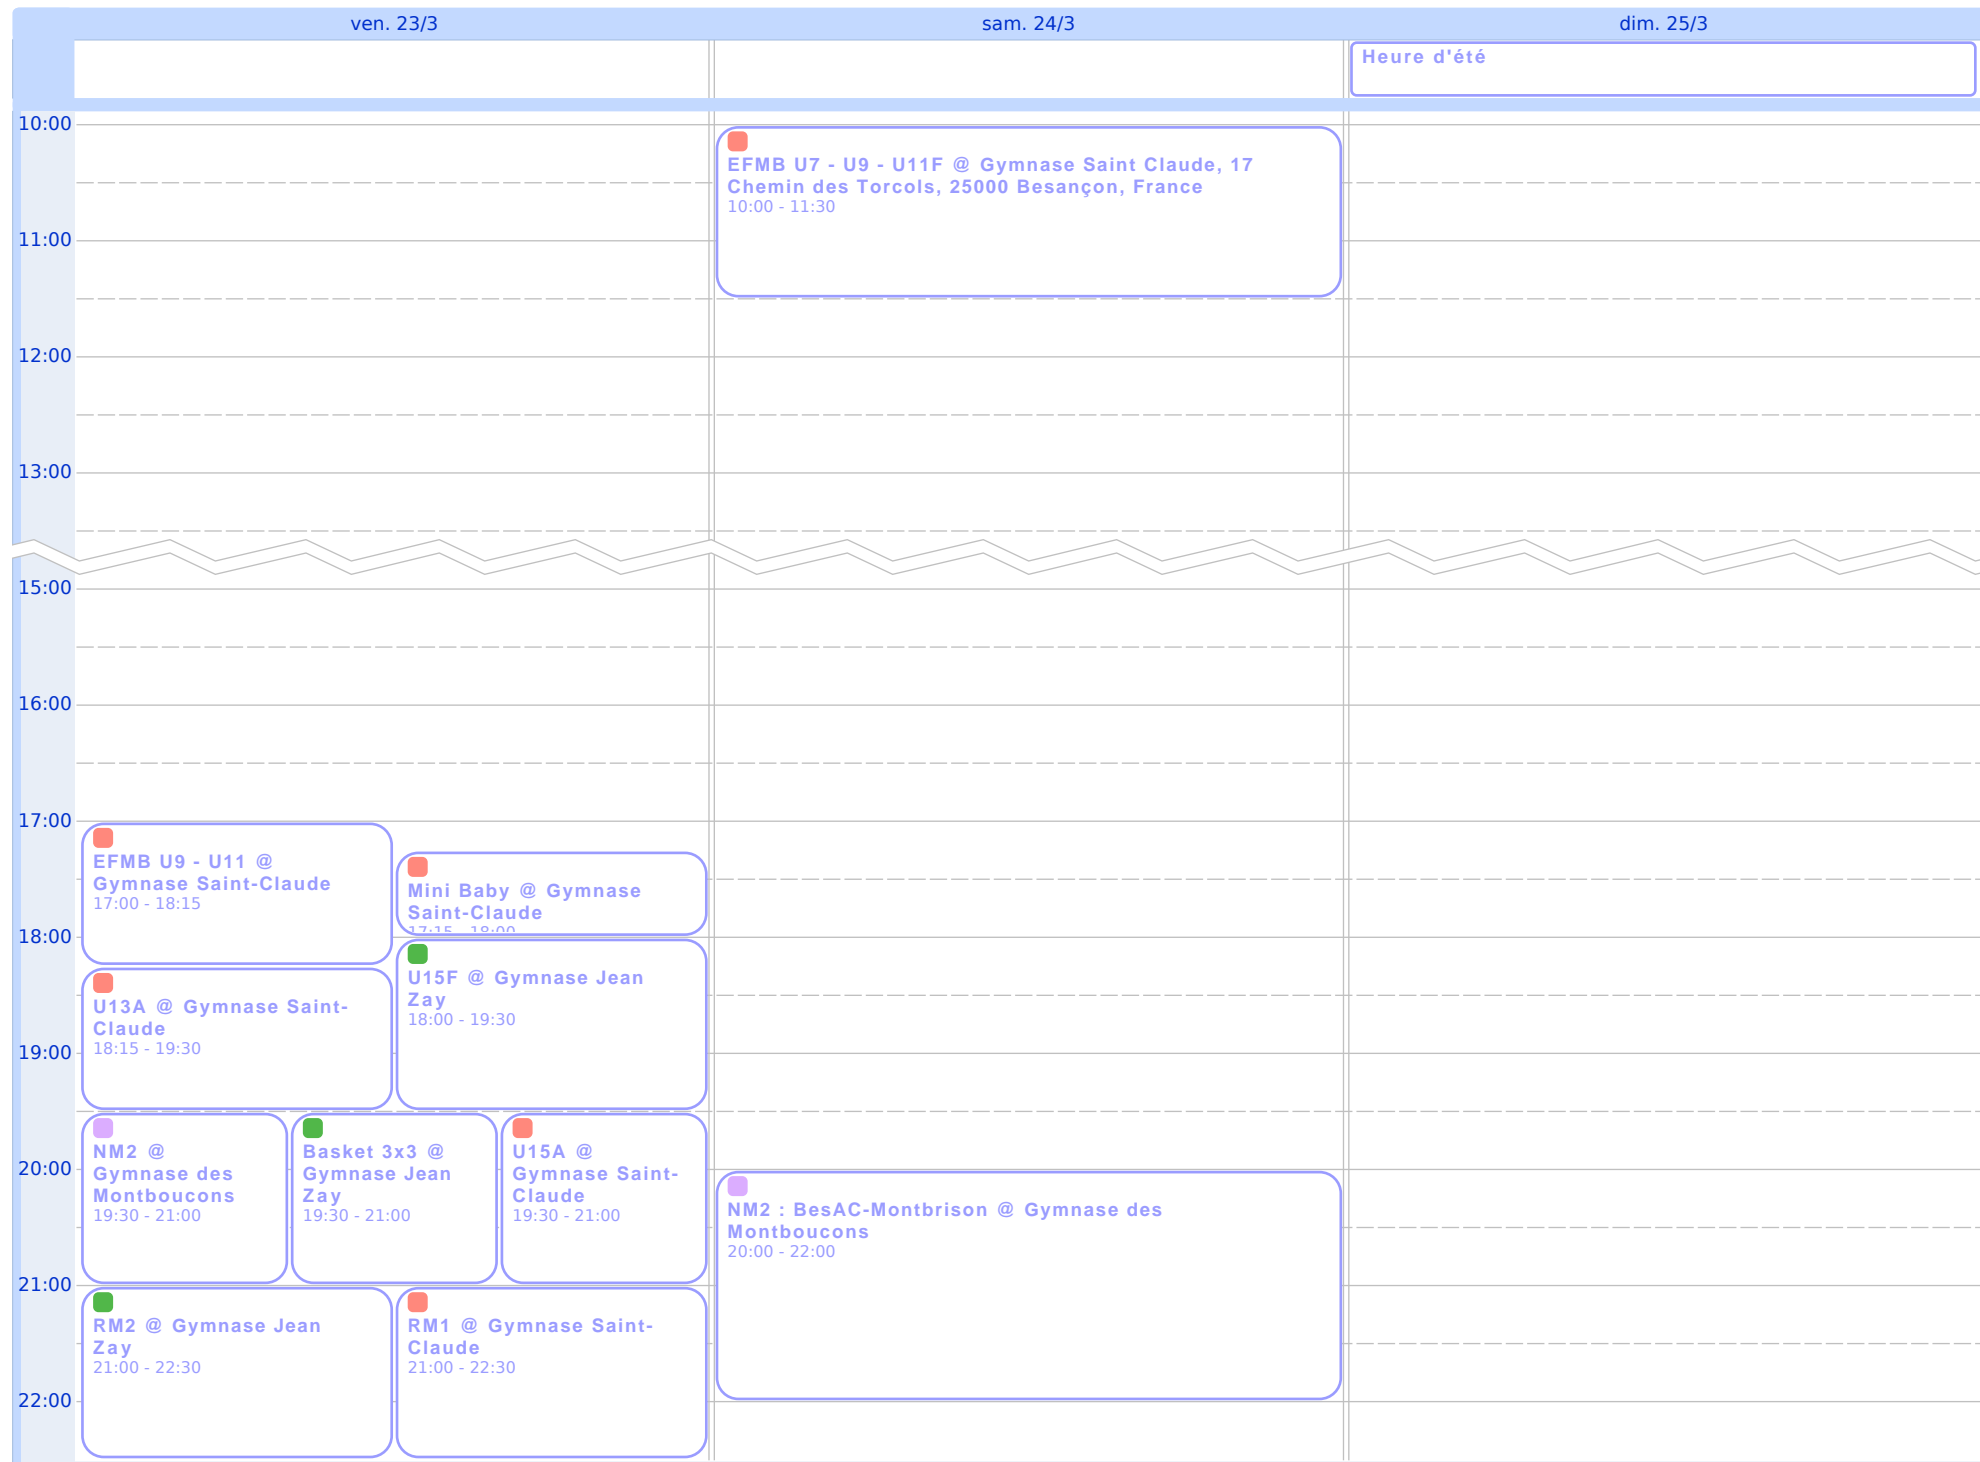 ven. 23/3
sam. 24/3
dim. 25/3
Heure d'été
10:00
EFMB U7 - U9 - U11F @ Gymnase Saint Claude, 17
Chemin des Torcols, 25000 Besançon, France
10:00 - 11:30
11:00
12:00
13:00
15:00
16:00
17:00
EFMB U9 - U11 @
Gymnase Saint-Claude
17:00 - 18:15
Mini Baby @ Gymnase
Saint-Claude
17:15 - 18:00
18:00
U15F @ Gymnase Jean
Zay
18:00 - 19:30
U13A @ Gymnase Saint-
Claude
18:15 - 19:30
19:00
NM2 @
Gymnase des
Montboucons
19:30 - 21:00
Basket 3x3 @
Gymnase Jean
Zay
19:30 - 21:00
U15A @
Gymnase Saint-
Claude
19:30 - 21:00
20:00
NM2 : BesAC-Montbrison @ Gymnase des
Montboucons
20:00 - 22:00
21:00
RM2 @ Gymnase Jean
Zay
21:00 - 22:30
RM1 @ Gymnase Saint-
Claude
21:00 - 22:30
22:00